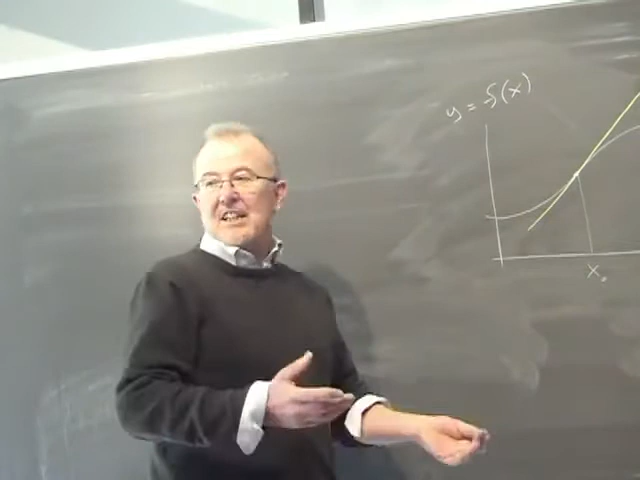 y = f(x)
x₀